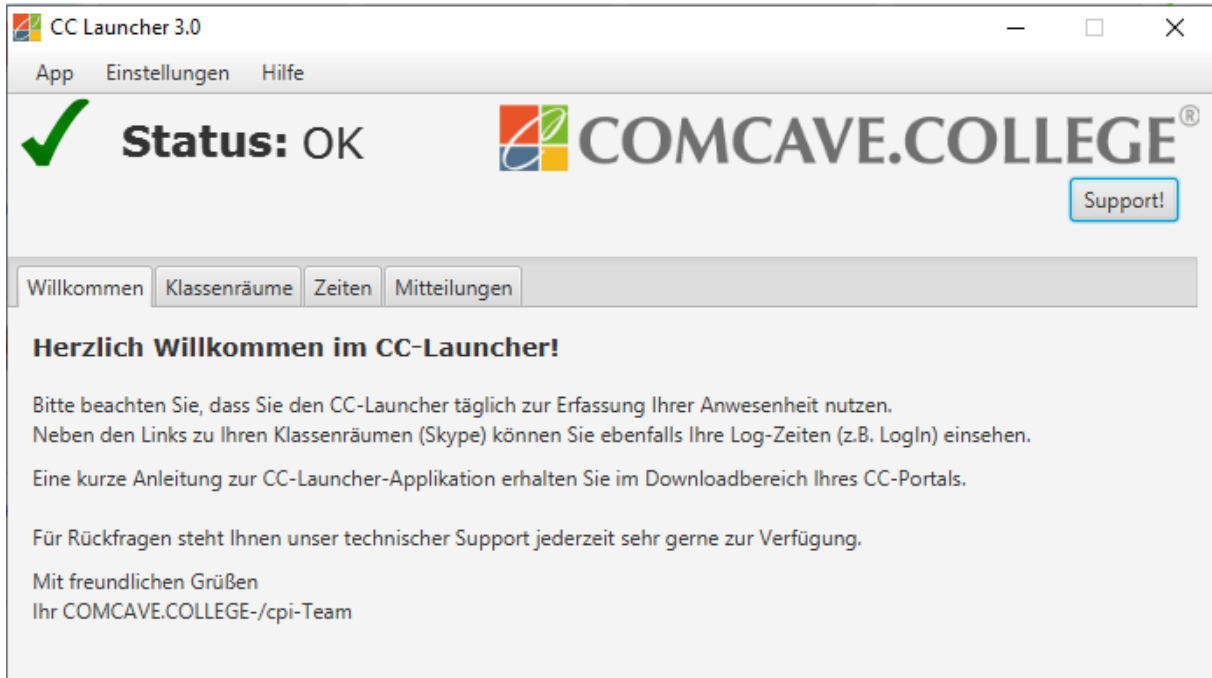 CC Launcher 3.0
App Einstellungen Hilfe
Status: OK
COMCAVE.COLLEGE®
Support!
Willkommen Klassenräume Zeiten Mitteilungen
Herzlich Willkommen im CC-Launcher!
Bitte beachten Sie, dass Sie den CC-Launcher täglich zur Erfassung Ihrer Anwesenheit nutzen.
Neben den Links zu Ihren Klassenräumen (Skype) können Sie ebenfalls Ihre Log-Zeiten (z.B. LogIn) einsehen.
Eine kurze Anleitung zur CC-Launcher-Applikation erhalten Sie im Downloadbereich Ihres CC-Portals.
Für Rückfragen steht Ihnen unser technischer Support jederzeit sehr gerne zur Verfügung.
Mit freundlichen Grüßen
Ihr COMCAVE.COLLEGE-/cpi-Team